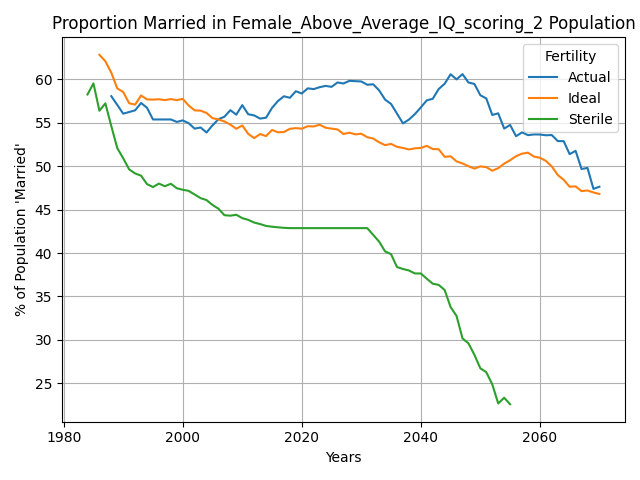 Proportion Married in Female_Above_Average_IQ_scoring_2 Population
% of Population 'Married'
60
55
50
45
40
35
30
25
1980
2000
2020
2040
2060
Years
Fertility
Actual
Ideal
Sterile